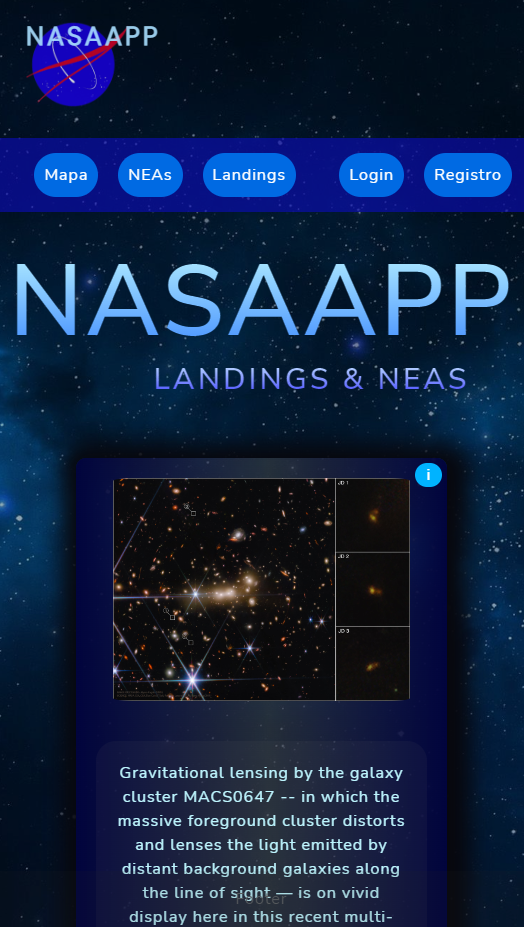 NASAAPP
Mapa
NEAs
Landings
Login
Registro
NASAAPP
LANDINGS & NEAS
i
JD 1
JD 2
JD 3
Gravitational lensing by the galaxy
cluster MACS0647 -- in which the
massive foreground cluster distorts
and lenses the light emitted by
distant background galaxies along
the line of sight — is on vivid
display here in this recent multi-
Footer